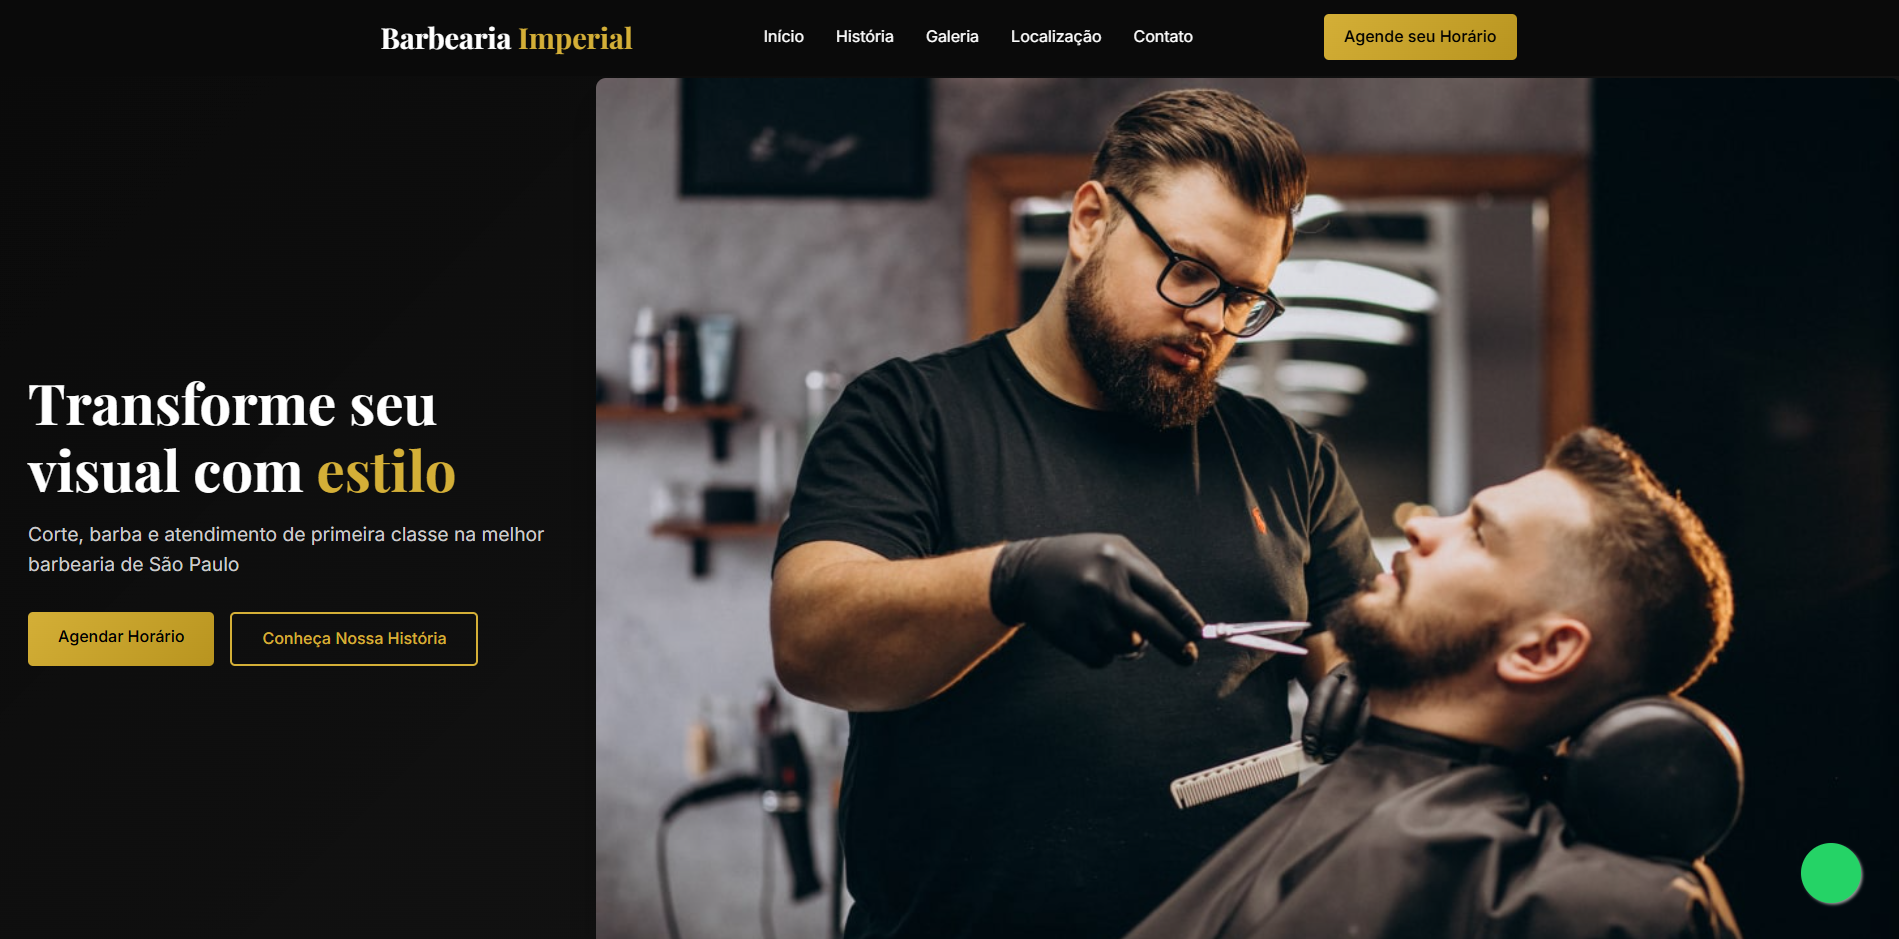 Barbearia Imperial
Início
História
Galeria
Localização
Contato
Agende seu Horário
Transforme seu
visual com estilo
Corte, barba e atendimento de primeira classe na melhor
barbearia de São Paulo
Agendar Horário
Conheça Nossa História